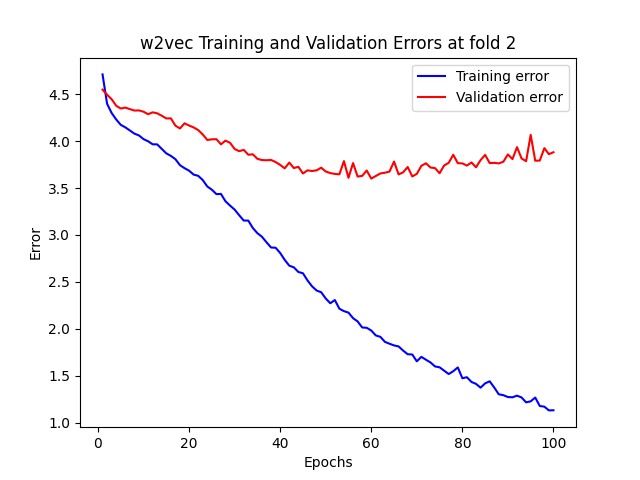 w2vec Training and Validation Errors at fold 2
Training error
Validation error
4.5
4.0
3.5
3.0
2.5
2.0
1.5
1.0
Error
0 20 40 60 80 100
Epochs